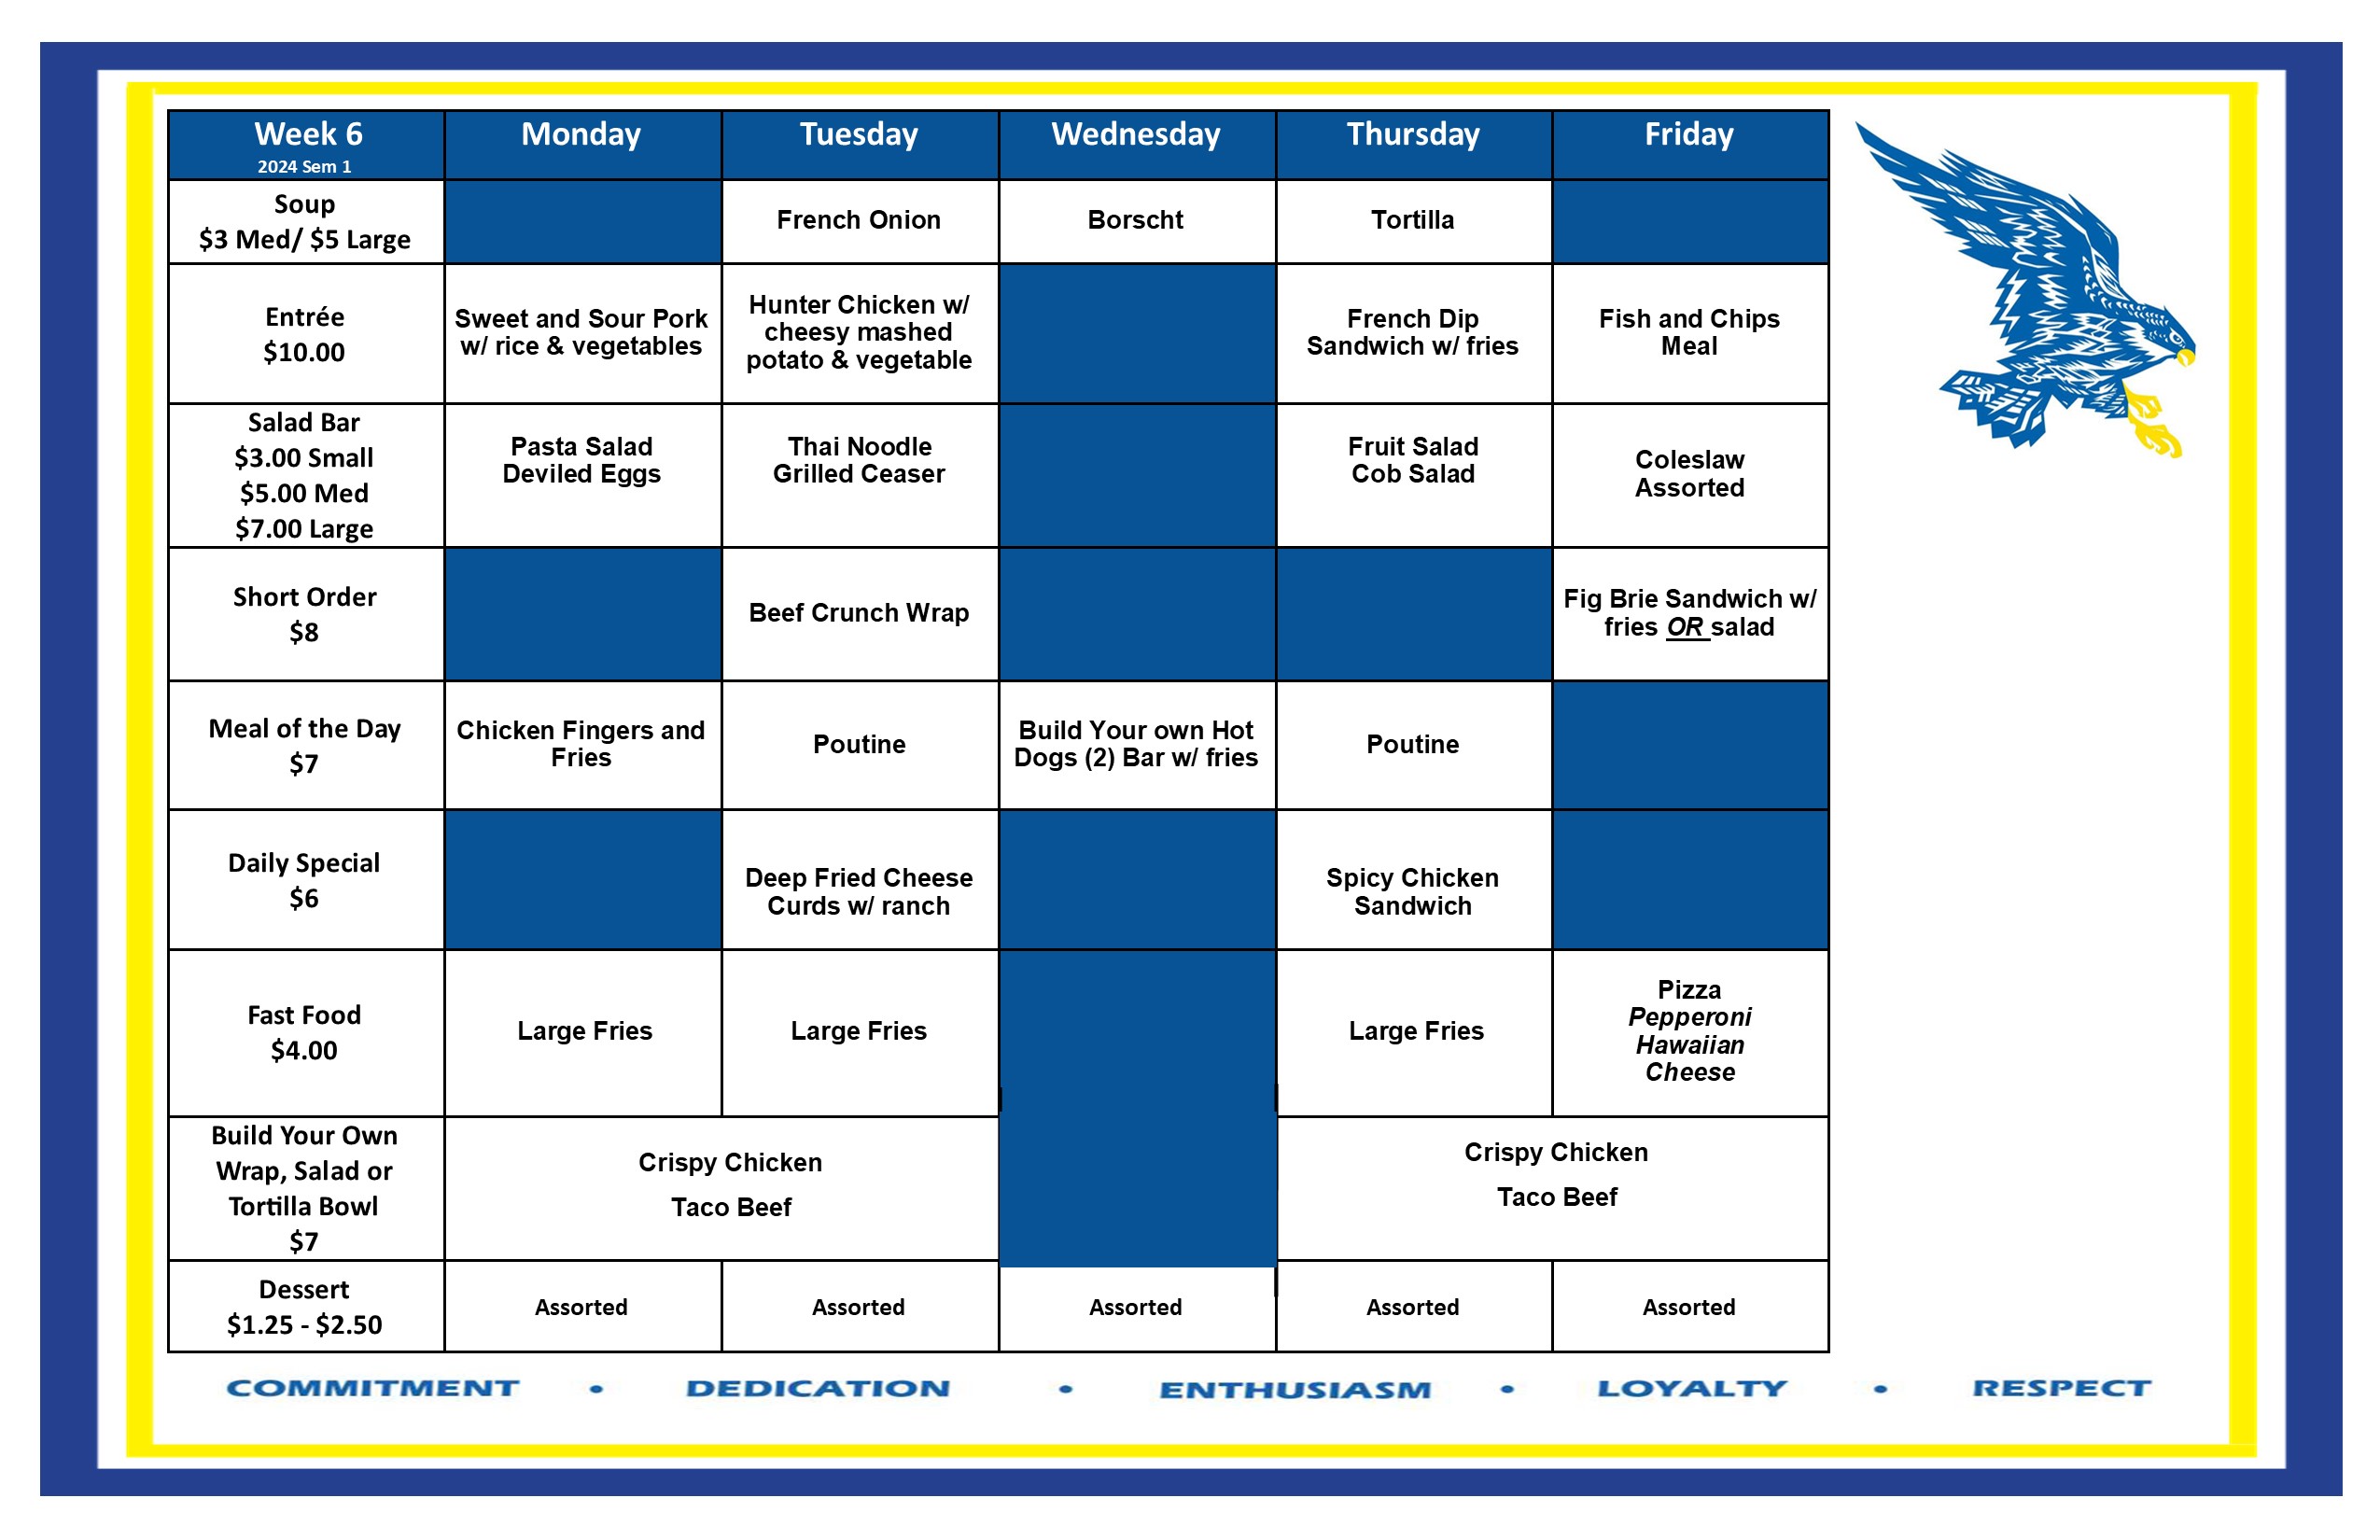 Week 6
2024 Sem 1
Monday
Tuesday
Wednesday
Thursday
Friday
Soup
$3 Med/ $5 Large
French Onion
Borscht
Tortilla
Entrée
$10.00
Sweet and Sour Pork
w/ rice & vegetables
Hunter Chicken w/
cheesy mashed
potato & vegetable
French Dip
Sandwich w/ fries
Fish and Chips
Meal
Salad Bar
$3.00 Small
$5.00 Med
$7.00 Large
Pasta Salad
Deviled Eggs
Thai Noodle
Grilled Ceaser
Fruit Salad
Cob Salad
Coleslaw
Assorted
Short Order
$8
Beef Crunch Wrap
Fig Brie Sandwich w/
fries OR salad
Meal of the Day
$7
Chicken Fingers and
Fries
Poutine
Build Your own Hot
Dogs (2) Bar w/ fries
Poutine
Daily Special
$6
Deep Fried Cheese
Curds w/ ranch
Spicy Chicken
Sandwich
Fast Food
$4.00
Large Fries
Large Fries
Large Fries
Pizza
Pepperoni
Hawaiian
Cheese
Build Your Own
Wrap, Salad or
Tortilla Bowl
$7
Crispy Chicken
Taco Beef
Crispy Chicken
Taco Beef
Dessert
$1.25 - $2.50
Assorted
Assorted
Assorted
Assorted
Assorted
COMMITMENT • DEDICATION • ENTHUSIASM • LOYALTY • RESPECT